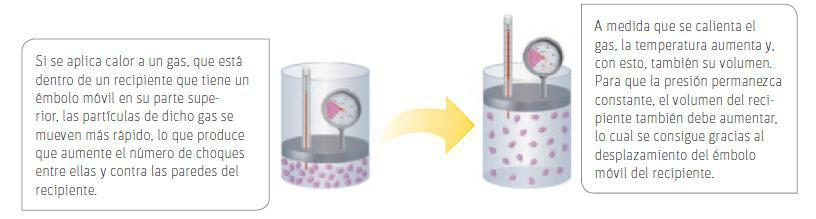 Si se aplica calor a un gas, que está
dentro de un recipiente que tiene un
émbolo móvil en su parte supe-
rior, las partículas de dicho gas se
mueven más rápido, lo que produce
que aumente el número de choques
entre ellas y contra las paredes del
recipiente.
A medida que se calienta el
gas, la temperatura aumenta y,
con esto, también su volumen.
Para que la presión permanezca
constante, el volumen del reci-
piente también debe aumentar,
lo cual se consigue gracias al
desplazamiento del émbolo
móvil del recipiente.